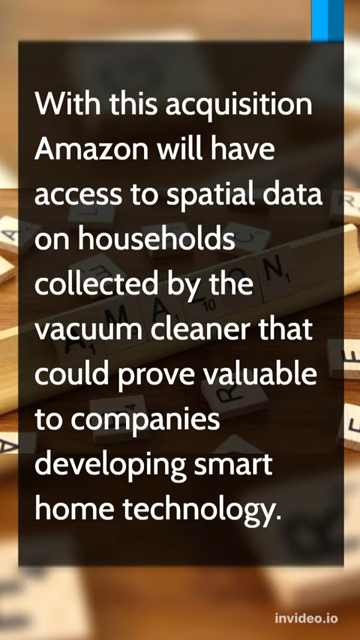 With this acquisition
Amazon will have
access to spatial data
on households
collected by the
vacuum cleaner that
could prove valuable
to companies
developing smart
home technology.
AMAZON
invideo.io